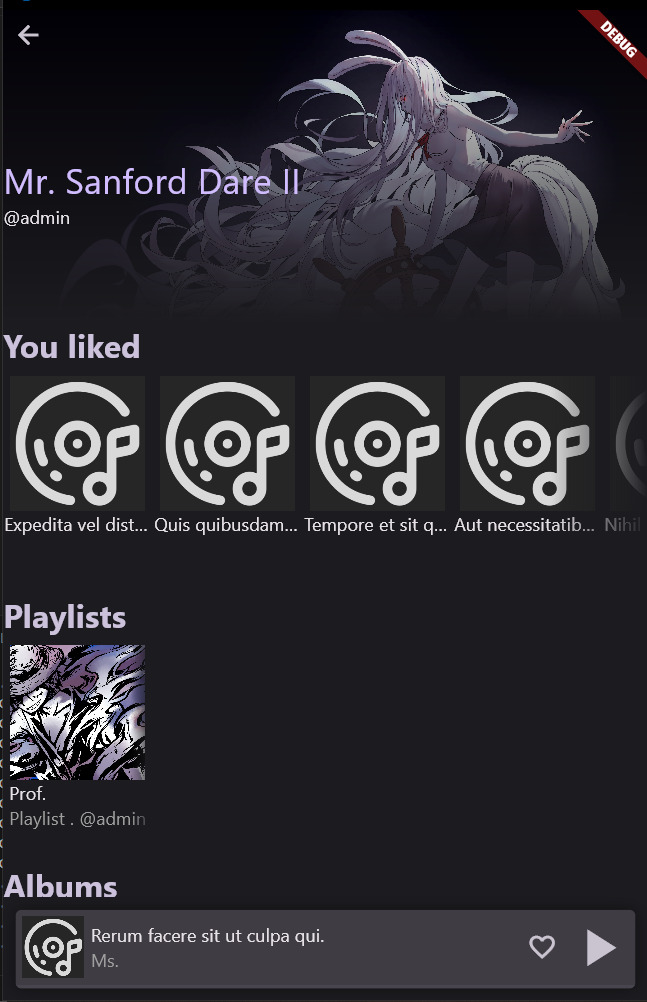 DEBUG
Mr. Sanford Dare II
@admin
You liked
Expedita vel dist...
Quis quibusdam...
Tempore et sit q...
Aut necessitatib...
Nihil
Playlists
Prof.
Playlist . @admin
Albums
Rerum facere sit ut culpa qui.
Ms.